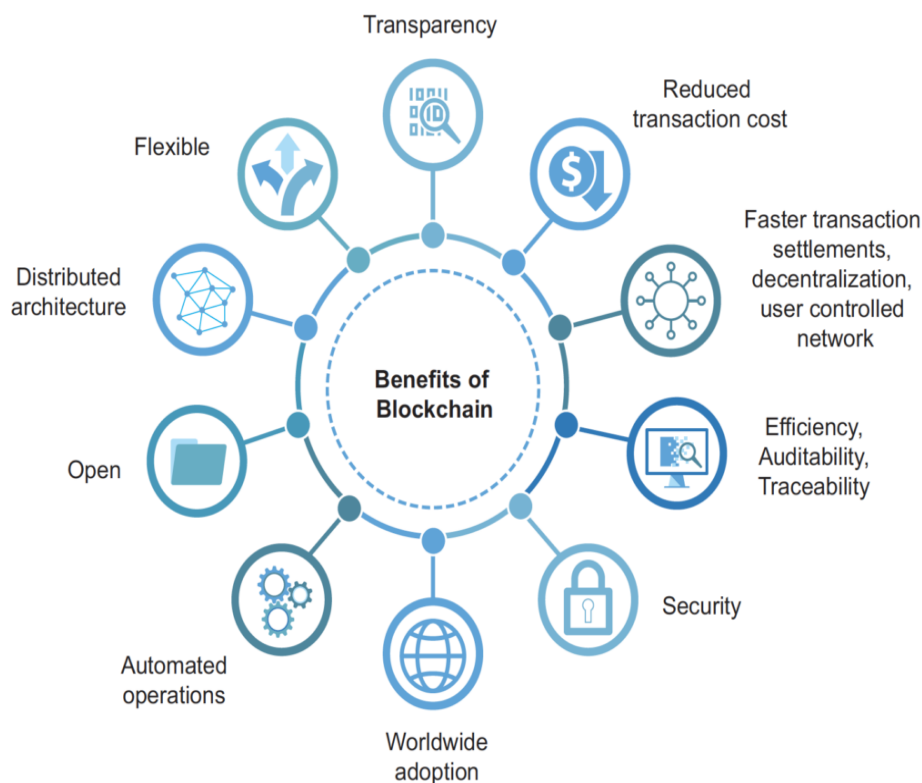 Transparency
Reduced
transaction cost
Faster transaction
settlements,
decentralization,
user controlled
network
Efficiency,
Auditability,
Traceability
Security
Worldwide
adoption
Automated
operations
Open
Distributed
architecture
Flexible
Benefits of
Blockchain
ID
$